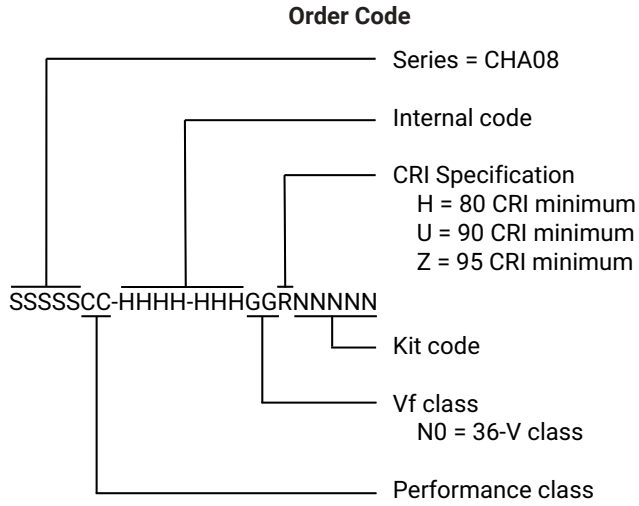 Order Code
Series = CHA08
Internal code
CRI Specification
H = 80 CRI minimum
U = 90 CRI minimum
Z = 95 CRI minimum
SSSSSCC-HHHH-HHHGGRNNNNN
Kit code
Vf class
N0 = 36-V class
Performance class